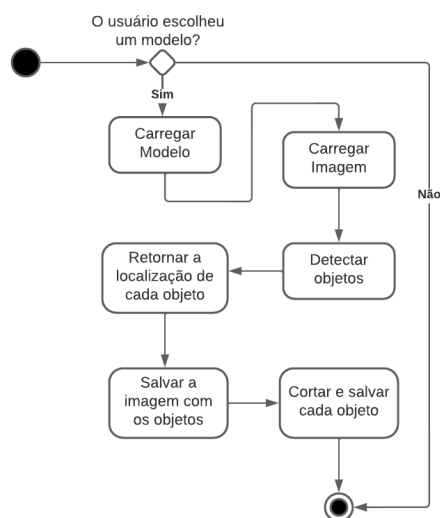 O usuário escolheu
um modelo?
Sim
Carregar
Modelo
Carregar
Imagem
Não
Detectar
objetos
Retornar a
localização de
cada objeto
Salvar a
imagem com
os objetos
Cortar e salvar
cada objeto